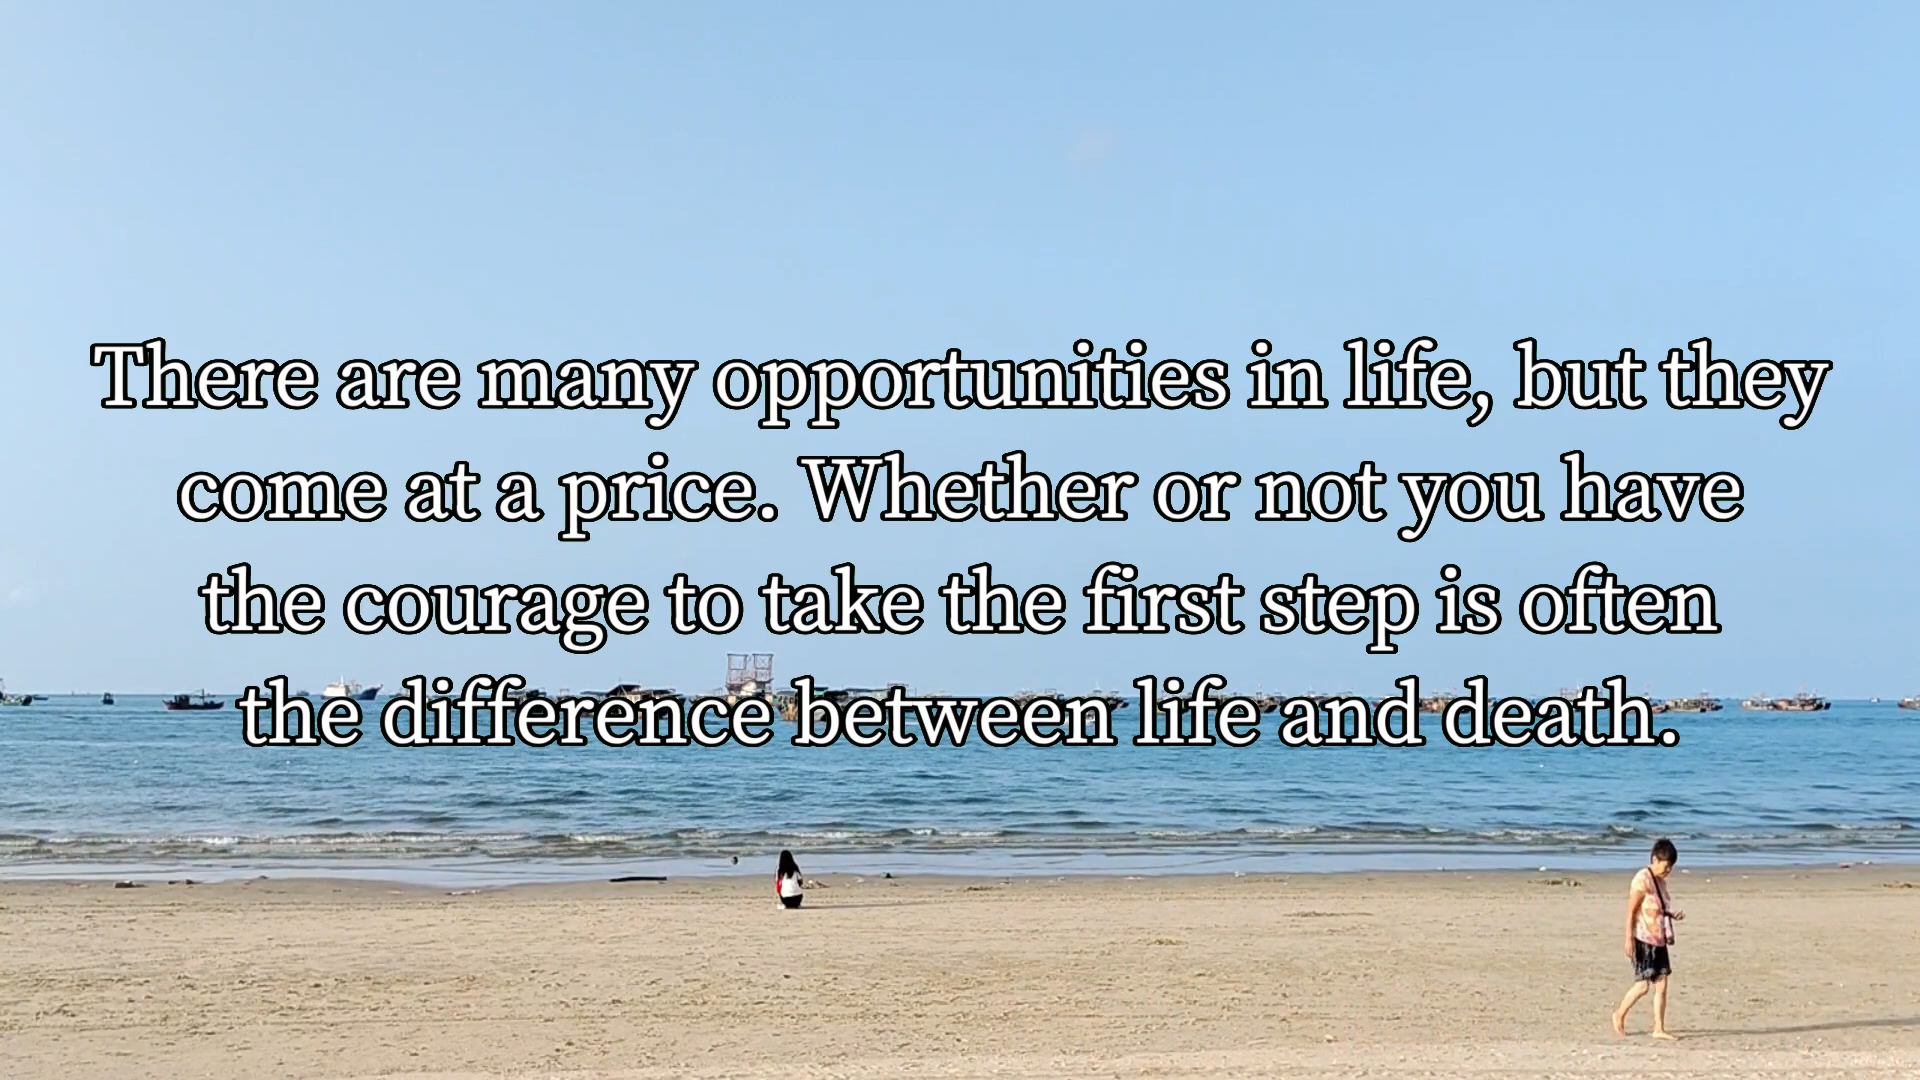 There are many opportunities in life, but they
come at a price. Whether or not you have
the courage to take the first step is often
the difference between life and death.